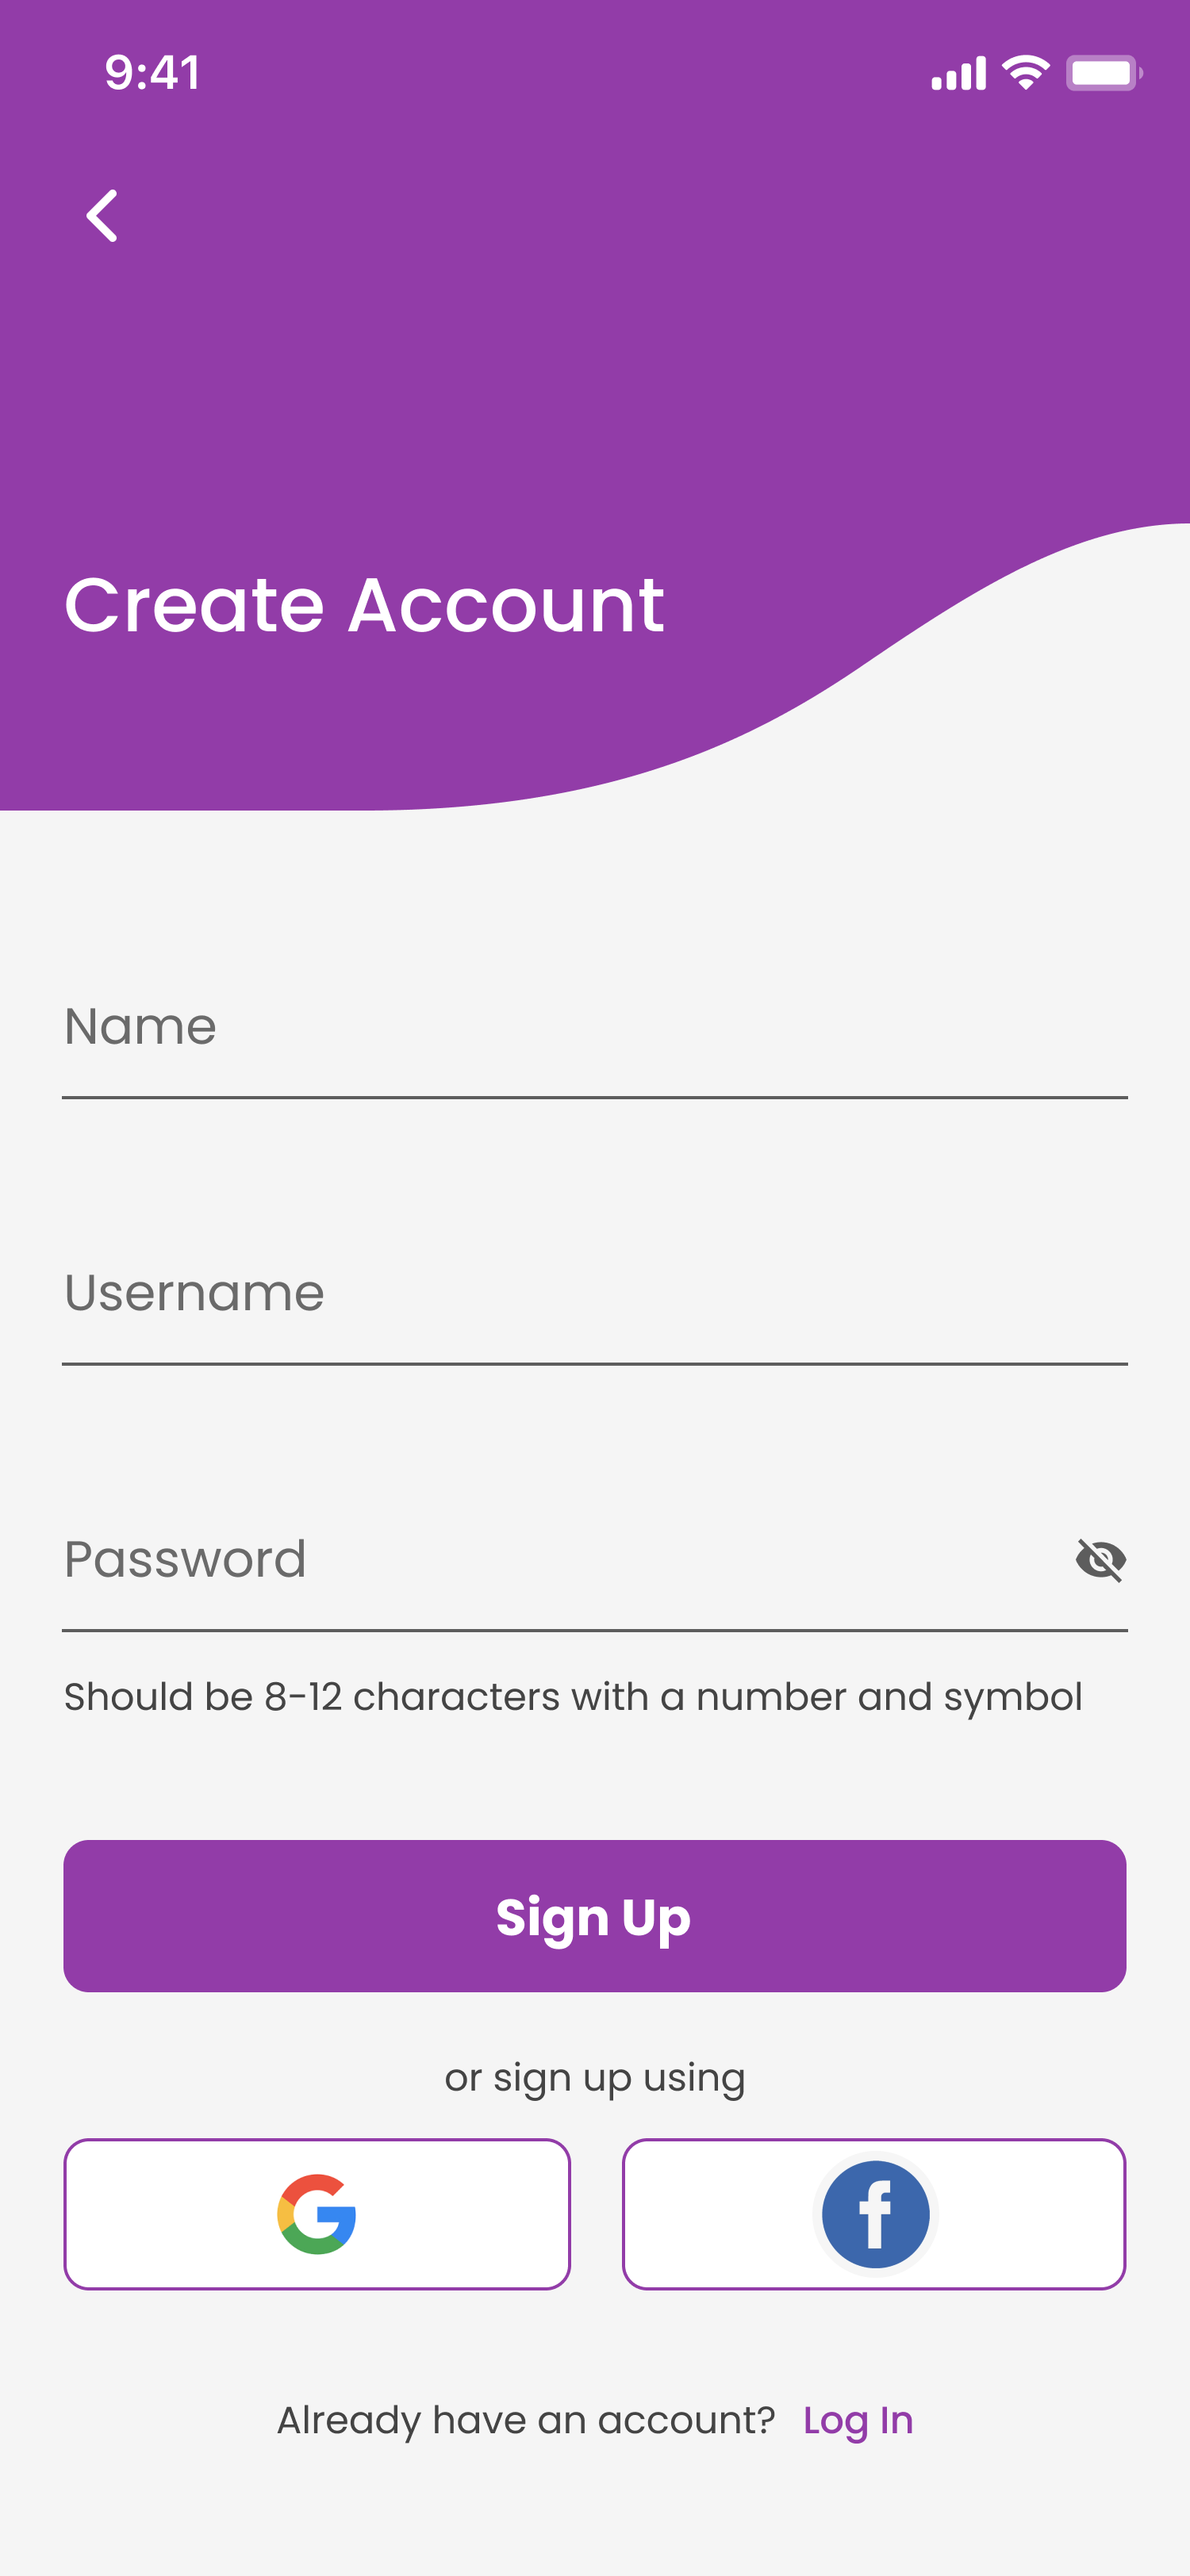 9:41
Create Account
Name
Username
Password
Should be 8-12 characters with a number and symbol
Sign Up
or sign up using
Already have an account? Log In